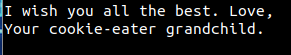 I wish you all the best. Love,
Your cookie-eater grandchild.